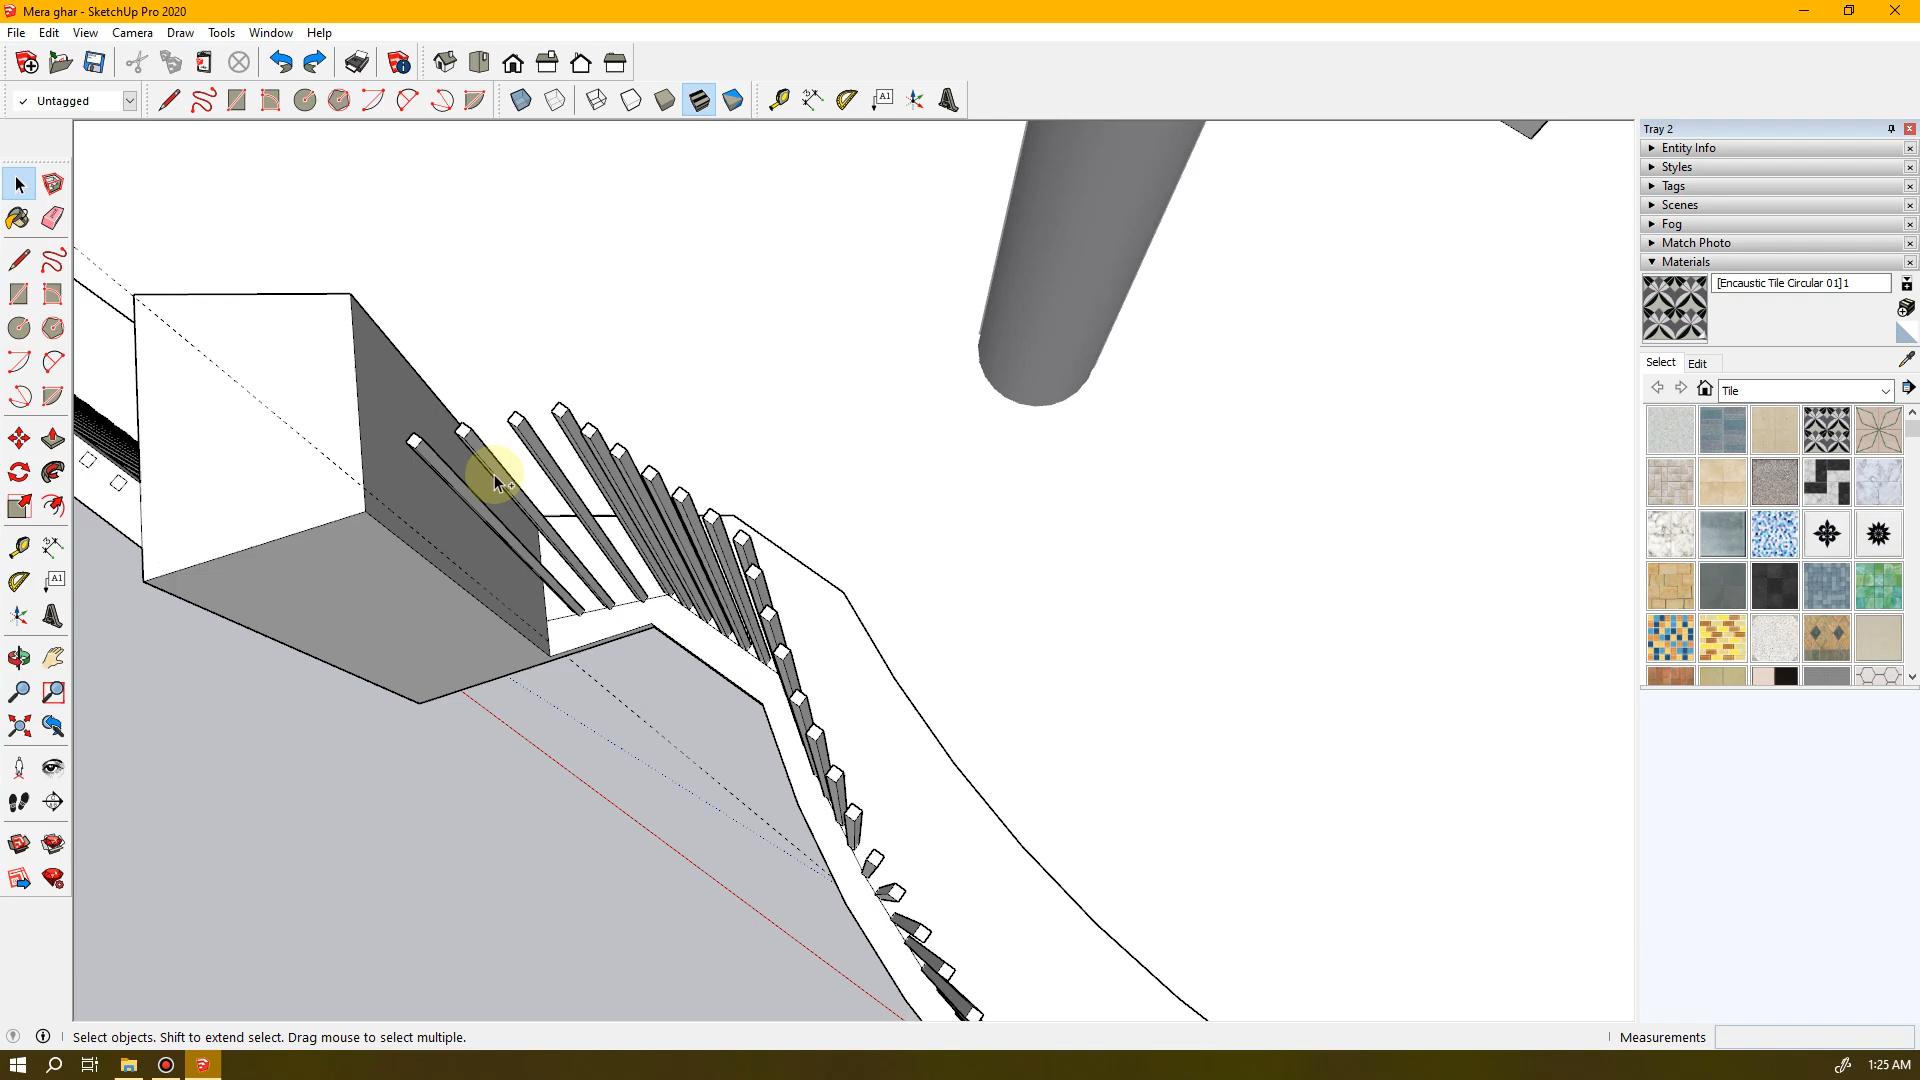 Mera ghar - SketchUp Pro 2020
File Edit View Camera Draw Tools Window Help
✓ Untagged
A1
Tray 2
Entity Info
Styles
Tags
Scenes
Fog
Match Photo
Materials
[Encaustic Tile Circular 01]1
Select Edit
Tile
A1
Select objects. Shift to extend select. Drag mouse to select multiple.
Measurements
1:25 AM